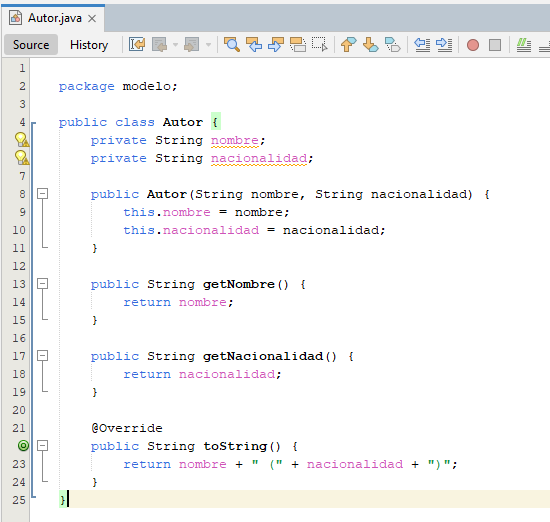 Autor.java
Source History
1
2 package modelo;
3
4 public class Autor {
private String nombre;
private String nacionalidad;
7
8 public Autor(String nombre, String nacionalidad) {
9 this.nombre = nombre;
10 this.nacionalidad = nacionalidad;
11 }
12
13 public String getNombre() {
14 return nombre;
15 }
16
17 public String getNacionalidad() {
18 return nacionalidad;
19 }
20
21 @Override
public String toString() {
23 return nombre + " (" + nacionalidad + ")";
24 }
25 }